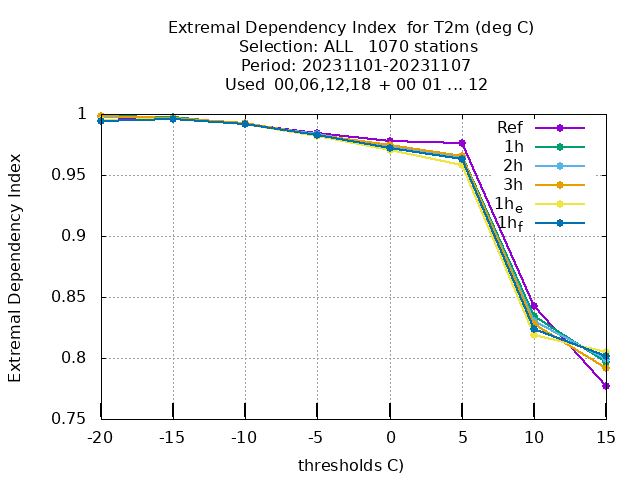 Extremal Dependency Index  for T2m (deg C)
Selection: ALL   1070 stations
Period: 20231101-20231107
Used  00,06,12,18  + 00 01 ... 12
Extremal Dependency Index
1
0.95
0.9
0.85
0.8
0.75
Ref
1h
2h
3h
1he
1hf
-20 -15 -10 -5 0 5 10 15
thresholds C)